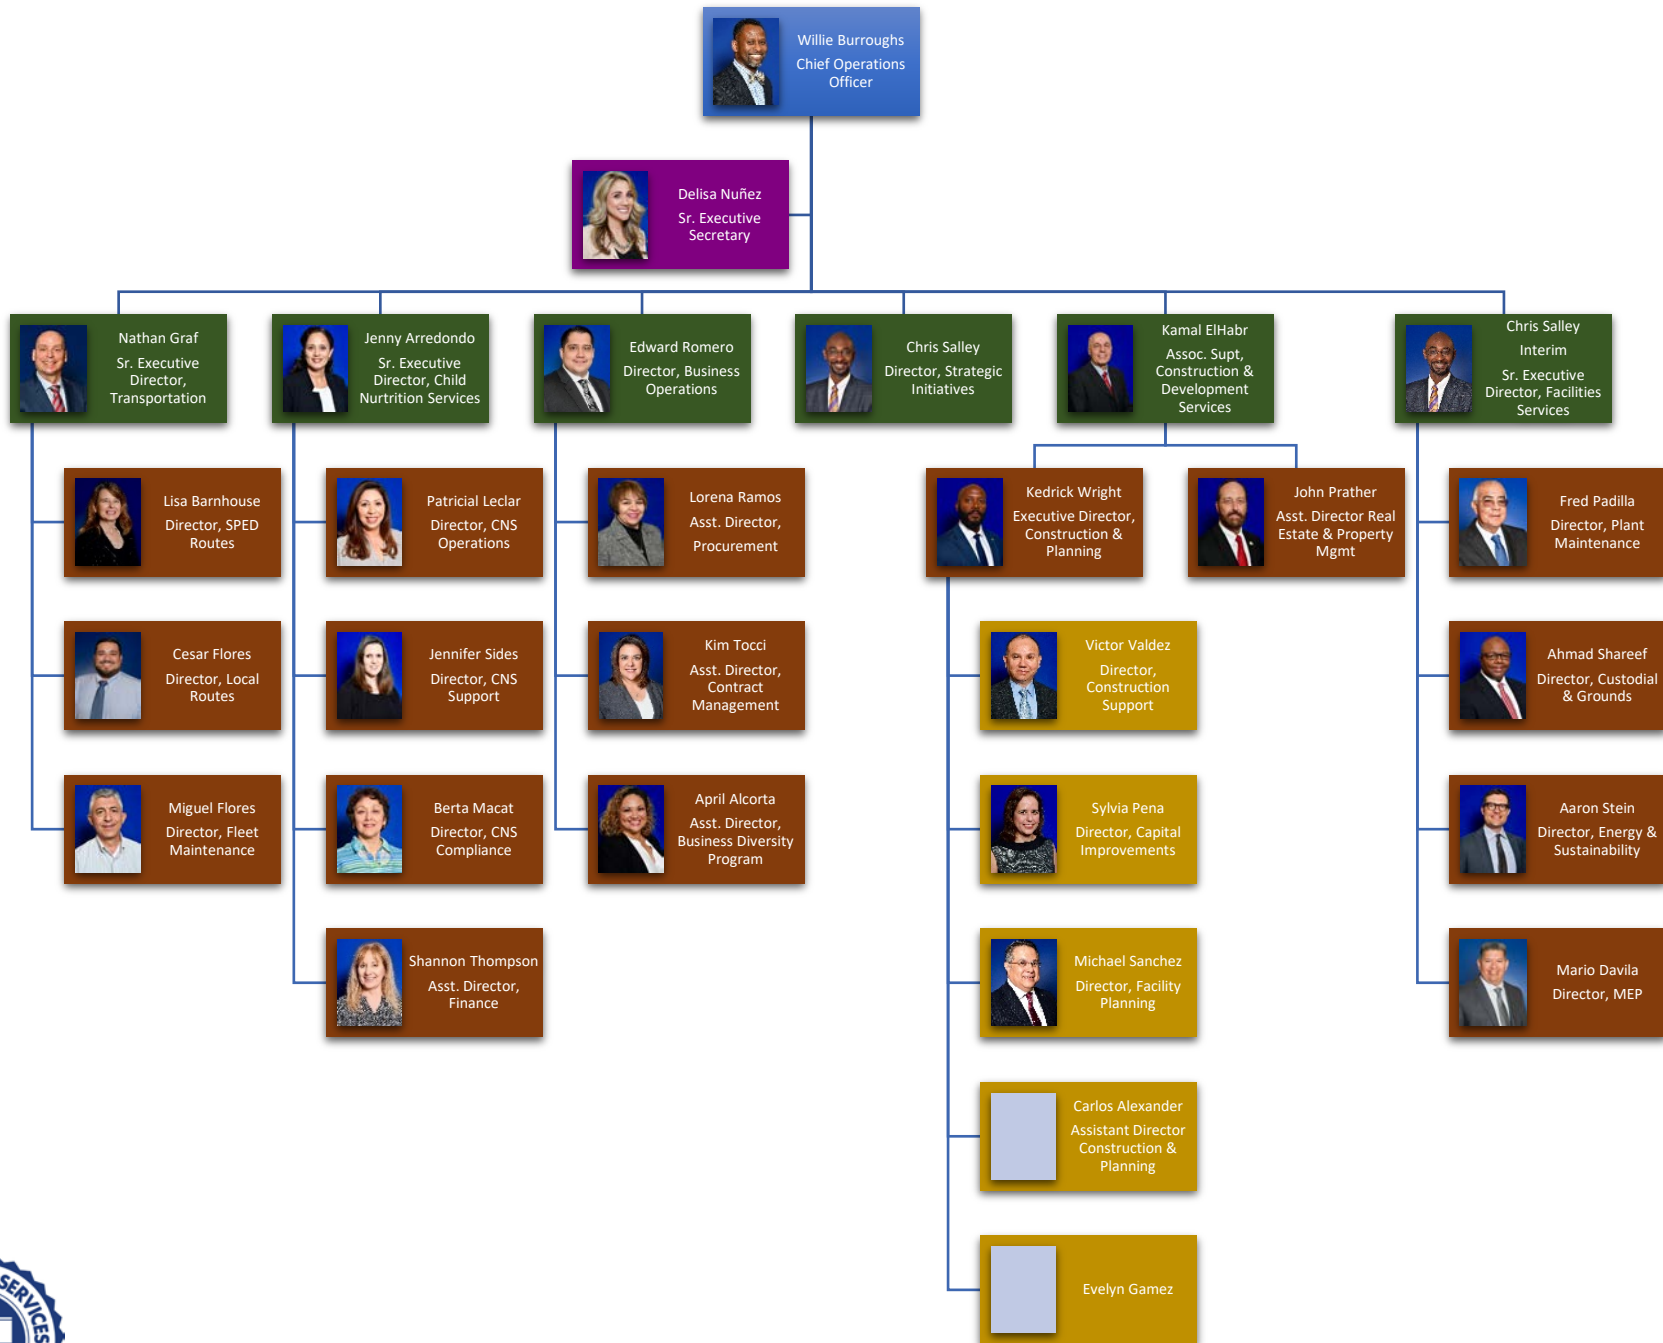 Willie Burroughs
Chief Operations
Officer
Delisa Nuñez
Sr. Executive
Secretary
Nathan Graf
Sr. Executive
Director,
Transportation
Jenny Arredondo
Sr. Executive
Director, Child
Nurtrition Services
Edward Romero
Director, Business
Operations
Chris Salley
Director, Strategic
Initiatives
Kamal ElHabr
Assoc. Supt,
Construction &
Development
Services
Chris Salley
Interim
Sr. Executive
Director, Facilities
Services
Lisa Barnhouse
Director, SPED
Routes
Patricial Leclar
Director, CNS
Operations
Lorena Ramos
Asst. Director,
Procurement
Kedrick Wright
Executive Director,
Construction &
Planning
John Prather
Asst. Director Real
Estate & Property
Mgmt
Fred Padilla
Director, Plant
Maintenance
Cesar Flores
Director, Local
Routes
Jennifer Sides
Director, CNS
Support
Kim Tocci
Asst. Director,
Contract
Management
Victor Valdez
Director,
Construction
Support
Ahmad Shareef
Director, Custodial
& Grounds
Miguel Flores
Director, Fleet
Maintenance
Berta Macat
Director, CNS
Compliance
April Alcorta
Asst. Director,
Business Diversity
Program
Sylvia Pena
Director, Capital
Improvements
Aaron Stein
Director, Energy &
Sustainability
Shannon Thompson
Asst. Director,
Finance
Michael Sanchez
Director, Facility
Planning
Mario Davila
Director, MEP
Carlos Alexander
Assistant Director
Construction &
Planning
Evelyn Gamez
SERVICES